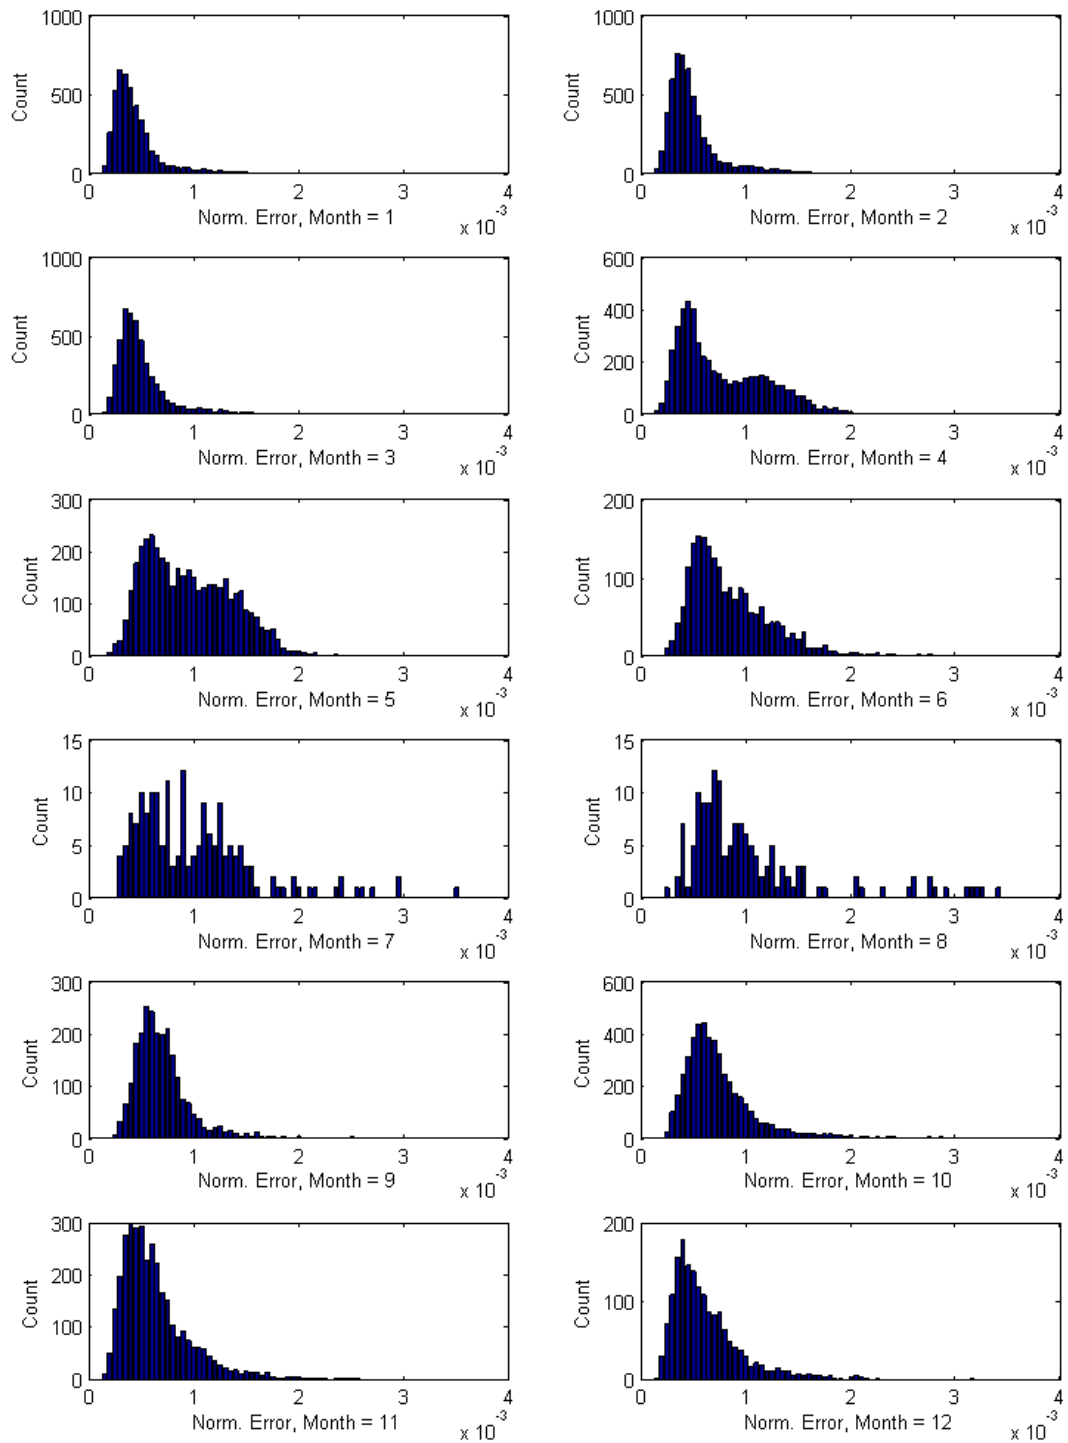 1000 1000
Count 500 Count 500
0 0
0 1 2 3 4 0 1 2 3 4
Norm. Error, Month = 1 x 10-3 Norm. Error, Month = 2 x 10-3
1000 600
Count 500 Count 400
200
0 0
0 1 2 3 4 0 1 2 3 4
Norm. Error, Month = 3 x 10-3 Norm. Error, Month = 4 x 10-3
300 200
200
Count 100 Count 100
0 0
0 1 2 3 4 0 1 2 3 4
Norm. Error, Month = 5 x 10-3 Norm. Error, Month = 6 x 10-3
15 15
10 10
Count 5 Count 5
0 0
0 1 2 3 4 0 1 2 3 4
Norm. Error, Month = 7 x 10-3 Norm. Error, Month = 8 x 10-3
300 600
200 400
Count 100 Count 200
0 0
0 1 2 3 4 0 1 2 3 4
Norm. Error, Month = 9 x 10-3 Norm. Error, Month = 10 x 10-3
300 200
200
Count 100 Count 100
0 0
0 1 2 3 4 0 1 2 3 4
Norm. Error, Month = 11 x 10-3 Norm. Error, Month = 12 x 10-3